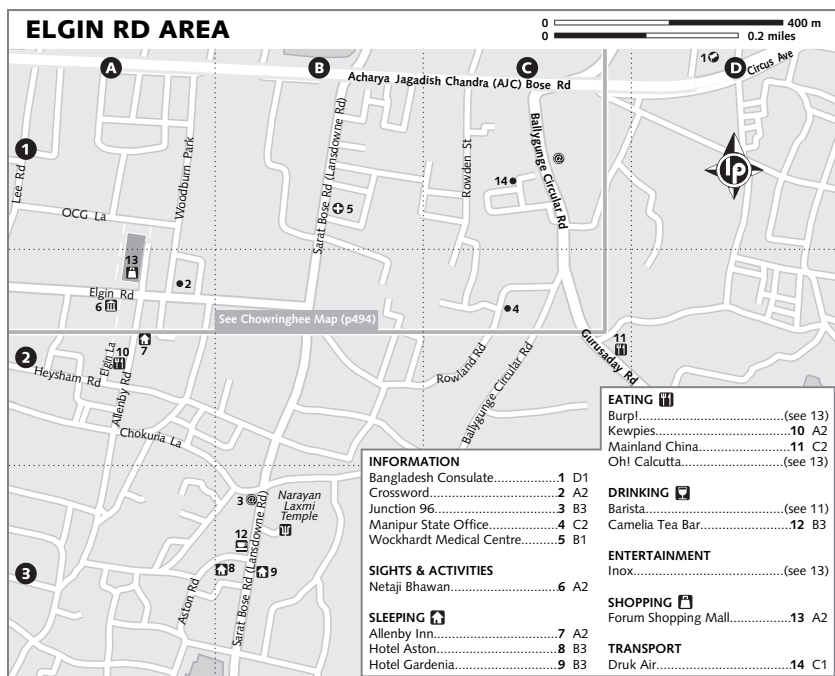 ELGIN RD AREA
0 400 m
0 0.2 miles
A
B
C
D
1
Circus Ave
Acharya Jagadish Chandra (AJC) Bose Rd
1
Lee Rd
Woodburn Park
Sarat Bose Rd (Lansdowne Rd)
Rowden St
Ballygunge Circular Rd
@
14
5
OCG La
lp
13
2
Elgin Rd
6
4
See Chowringhee Map (p494)
2
7
10
Elgin La
11
Heysham Rd
Allenby Rd
Rowland Rd
Ballygunge Circular Rd
Gurusaday Rd
Chokuria La
3 @
Narayan
Laxmi
Temple
12
3
8
9
Aston Rd
Sarat Bose Rd (Lansdowne Rd)
INFORMATION
Bangladesh Consulate....................1 D1
Crossword....................2 A2
Junction 96....................3 B3
Manipur State Office....................4 C2
Wockhardt Medical Centre.........5 B1
SIGHTS & ACTIVITIES
Netaji Bhawan....................6 A2
SLEEPING
Allenby Inn....................7 A2
Hotel Aston....................8 B3
Hotel Gardenia....................9 B3
EATING
Burp!....................(see 13)
Kewpies....................10 A2
Mainland China....................11 C2
Oh! Calcutta....................(see 13)
DRINKING
Barista....................(see 11)
Camelia Tea Bar....................12 B3
ENTERTAINMENT
Inox....................(see 13)
SHOPPING
Forum Shopping Mall....................13 A2
TRANSPORT
Druk Air....................14 C1